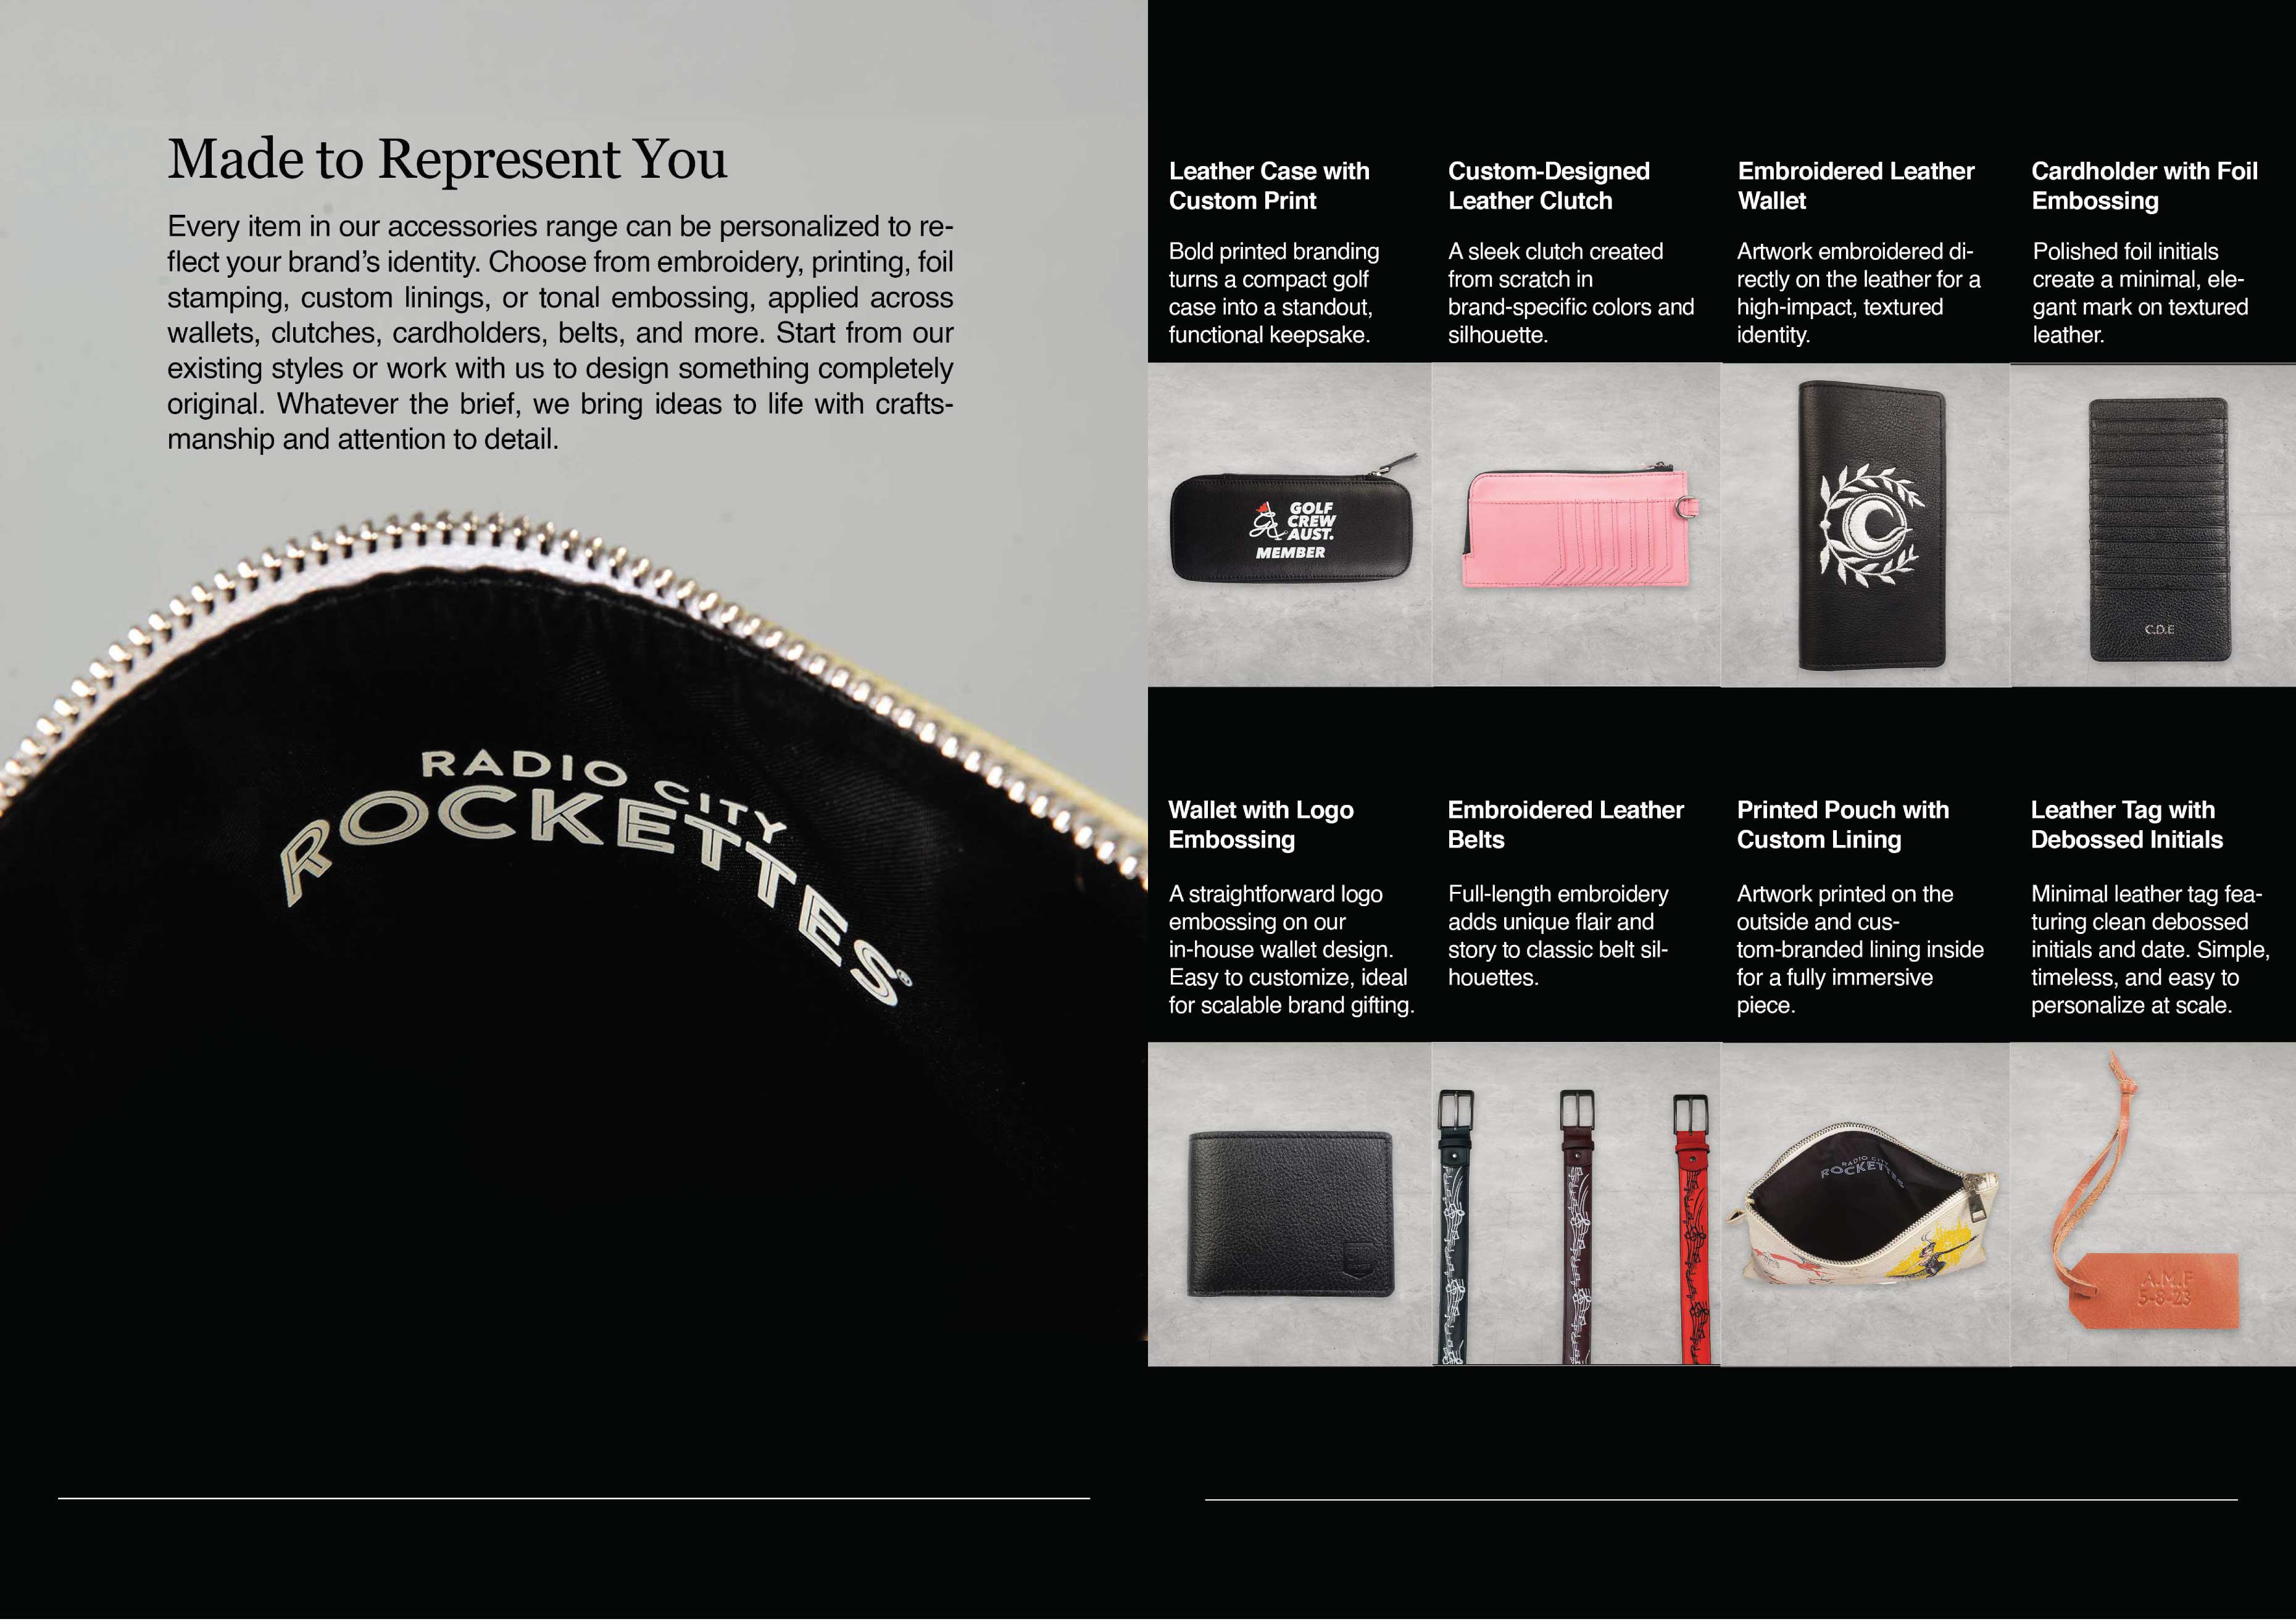 Made to Represent You
Every item in our accessories range can be personalized to re-
flect your brand's identity. Choose from embroidery, printing, foil
stamping, custom linings, or tonal embossing, applied across
wallets, clutches, cardholders, belts, and more. Start from our
existing styles or work with us to design something completely
original. Whatever the brief, we bring ideas to life with crafts-
manship and attention to detail.
RADIO CITY
ROCKETTES®
Leather Case with
Custom Print
Bold printed branding
turns a compact golf
case into a standout,
functional keepsake.
GOLF
CREW
AUST.
MEMBER
Custom-Designed
Leather Clutch
A sleek clutch created
from scratch in
brand-specific colors and
silhouette.
Embroidered Leather
Wallet
Artwork embroidered di-
rectly on the leather for a
high-impact, textured
identity.
Cardholder with Foil
Embossing
Polished foil initials
create a minimal, ele-
gant mark on textured
leather.
C.D.E
Wallet with Logo
Embossing
A straightforward logo
embossing on our
in-house wallet design.
Easy to customize, ideal
for scalable brand gifting.
Embroidered Leather
Belts
Full-length embroidery
adds unique flair and
story to classic belt sil-
houettes.
Printed Pouch with
Custom Lining
Artwork printed on the
outside and cus-
tom-branded lining inside
for a fully immersive
piece.
RADIO CITY
ROCKETTES
Leather Tag with
Debossed Initials
Minimal leather tag fea-
turing clean debossed
initials and date. Simple,
timeless, and easy to
personalize at scale.
A.M.F
5-8-23